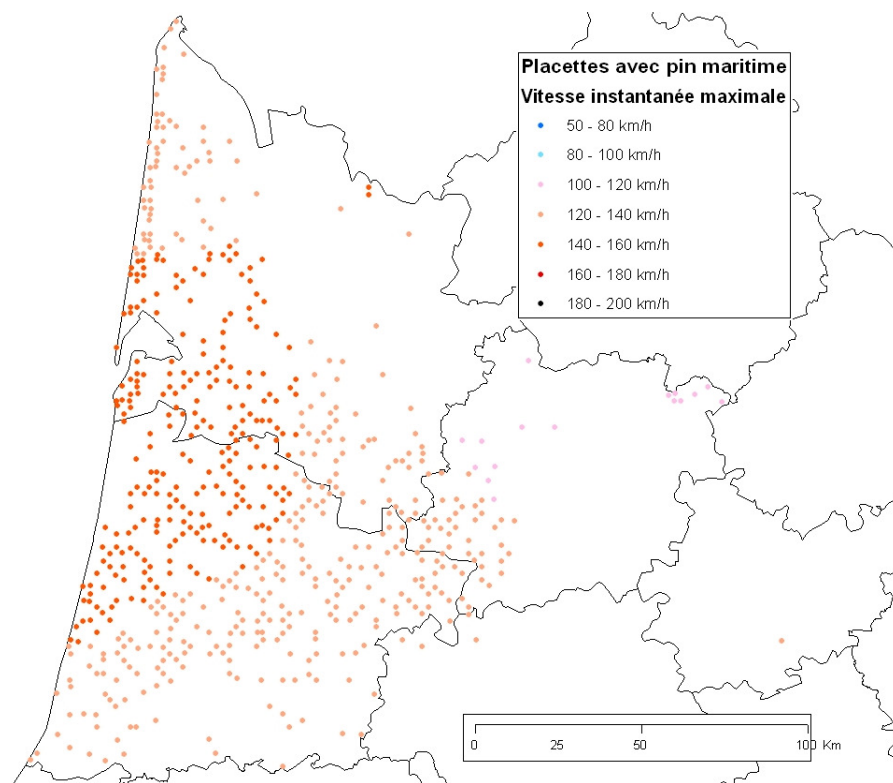 Placettes avec pin maritime
Vitesse instantanée maximale
50 - 80 km/h
80 - 100 km/h
100 - 120 km/h
120 - 140 km/h
140 - 160 km/h
160 - 180 km/h
180 - 200 km/h
0 25 50 100 Km